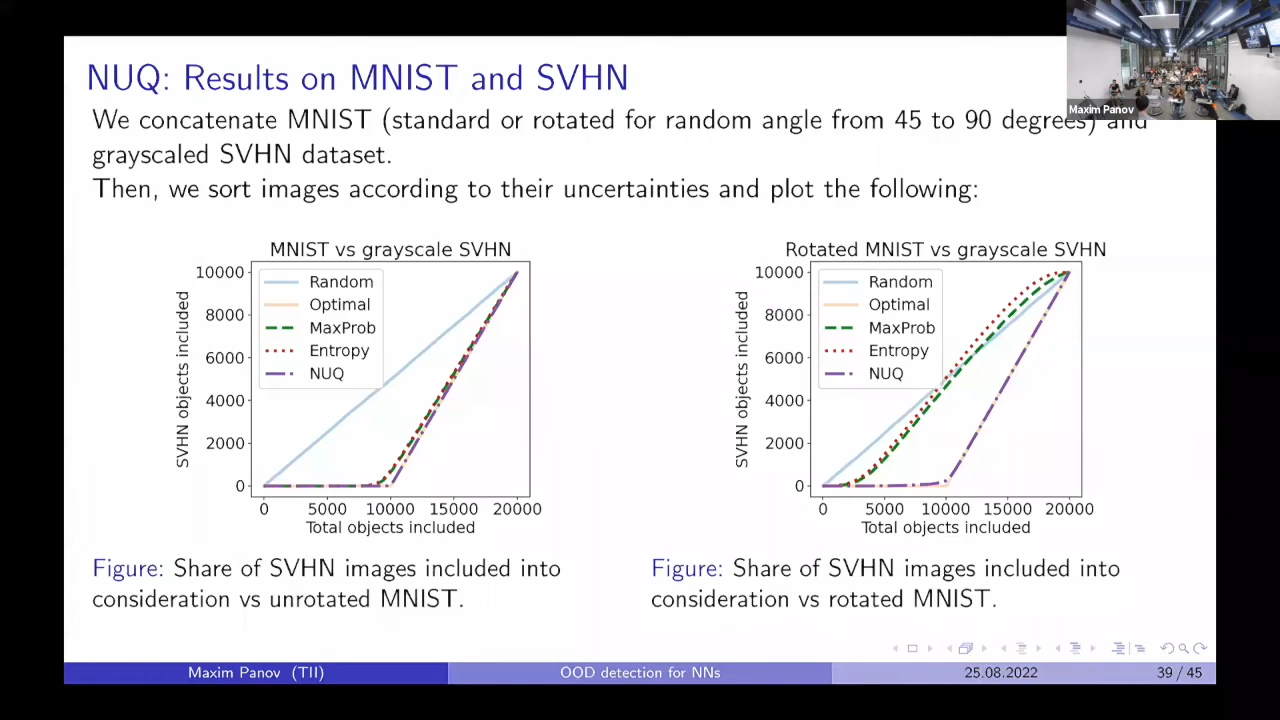 NUQ: Results on MNIST and SVHN
Maxim Panov
We concatenate MNIST (standard or rotated for random angle from 45 to 90 degrees) and
grayscaled SVHN dataset.
Then, we sort images according to their uncertainties and plot the following:
MNIST vs grayscale SVHN
10000
8000
6000
4000
2000
0
SVHN objects included
Random
Optimal
MaxProb
Entropy
NUQ
0 5000 10000 15000 20000
Total objects included
Figure: Share of SVHN images included into
consideration vs unrotated MNIST.
Rotated MNIST vs grayscale SVHN
10000
8000
6000
4000
2000
0
SVHN objects included
Random
Optimal
MaxProb
Entropy
NUQ
0 5000 10000 15000 20000
Total objects included
Figure: Share of SVHN images included into
consideration vs rotated MNIST.
Maxim Panov (TII) OOD detection for NNs 25.08.2022 39 / 45